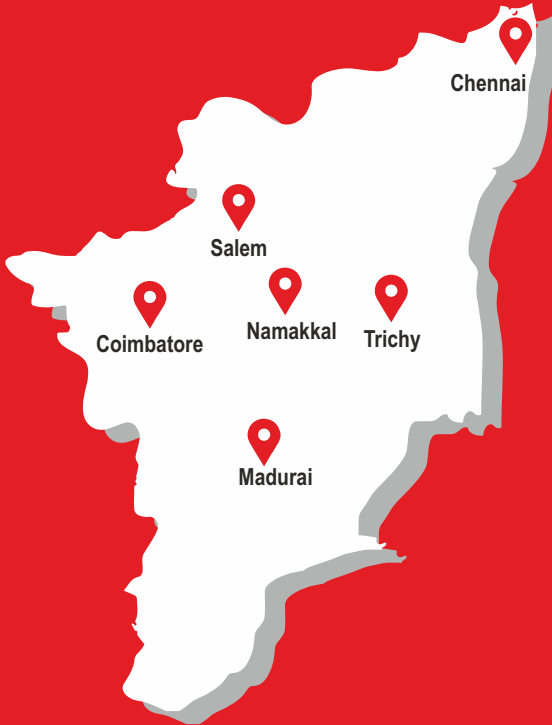 Chennai
Salem
Coimbatore
Namakkal
Trichy
Madurai